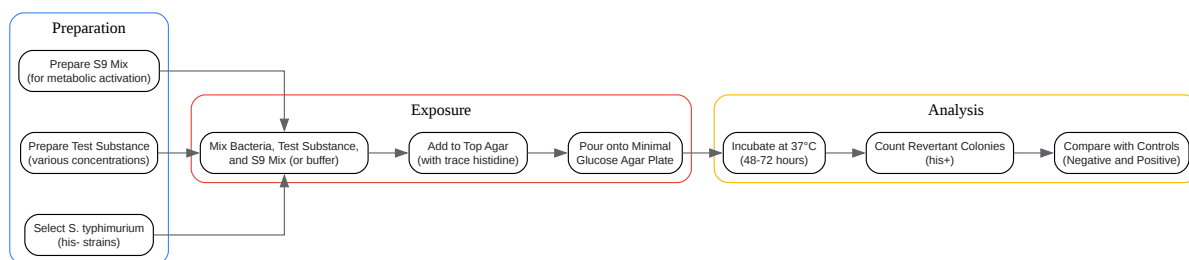 Preparation
Prepare S9 Mix
(for metabolic activation)
Prepare Test Substance
(various concentrations)
Select S. typhimurium
(his- strains)
Exposure
Mix Bacteria, Test Substance,
and S9 Mix (or buffer)
Add to Top Agar
(with trace histidine)
Pour onto Minimal
Glucose Agar Plate
Analysis
Incubate at 37°C
(48-72 hours)
Count Revertant Colonies
(his+)
Compare with Controls
(Negative and Positive)